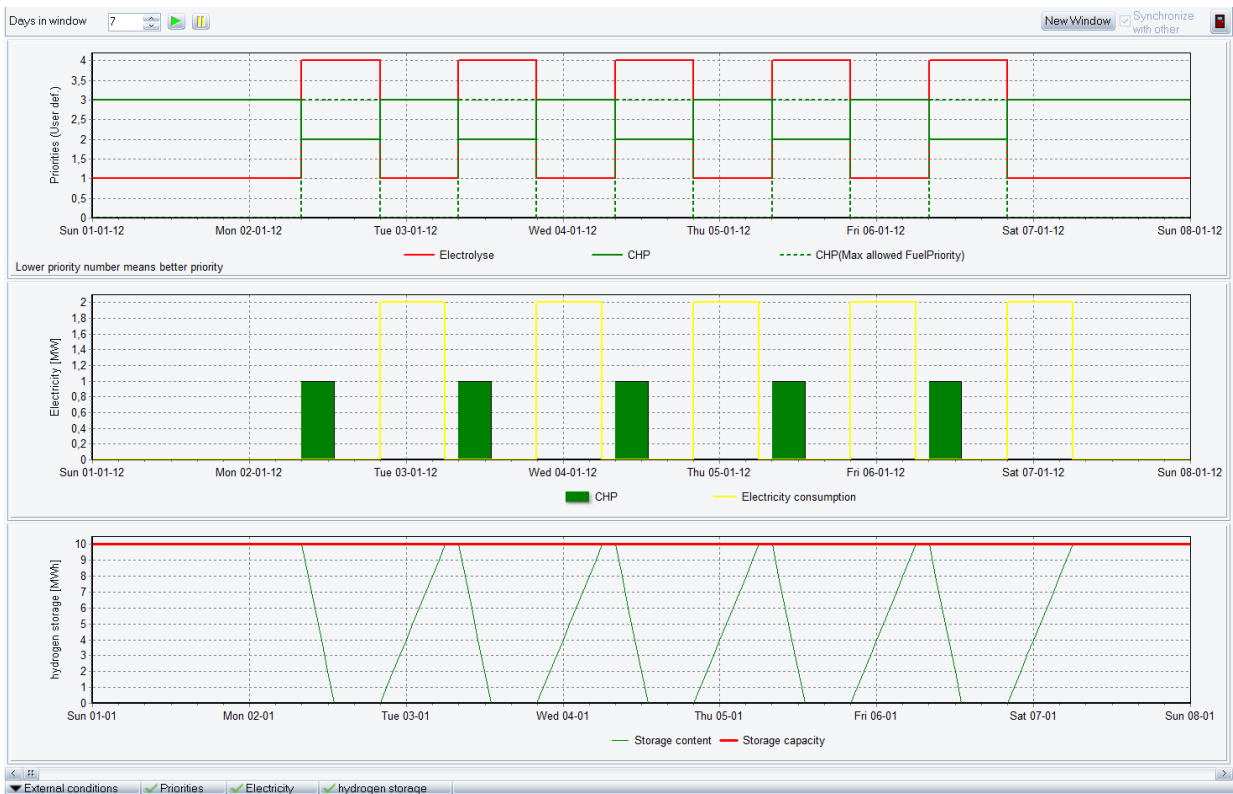 Days in window 7 New Window Synchronize
with other
Priorities (User def.)
4
3,5
3
2,5
2
1,5
1
0,5
0
Sun 01-01-12 Mon 02-01-12 Tue 03-01-12 Wed 04-01-12 Thu 05-01-12 Fri 06-01-12 Sat 07-01-12 Sun 08-01-12
Electrolyse CHP CHP(Max allowed FuelPriority)
Lower priority number means better priority
Electricity [MW]
2
1,8
1,6
1,4
1,2
1
0,8
0,6
0,4
0,2
0
Sun 01-01-12 Mon 02-01-12 Tue 03-01-12 Wed 04-01-12 Thu 05-01-12 Fri 06-01-12 Sat 07-01-12 Sun 08-01-12
CHP Electricity consumption
hydrogen storage [MWh]
10
9
8
7
6
5
4
3
2
1
0
Sun 01-01 Mon 02-01 Tue 03-01 Wed 04-01 Thu 05-01 Fri 06-01 Sat 07-01 Sun 08-01
Storage content Storage capacity
External conditions Priorities Electricity hydrogen storage